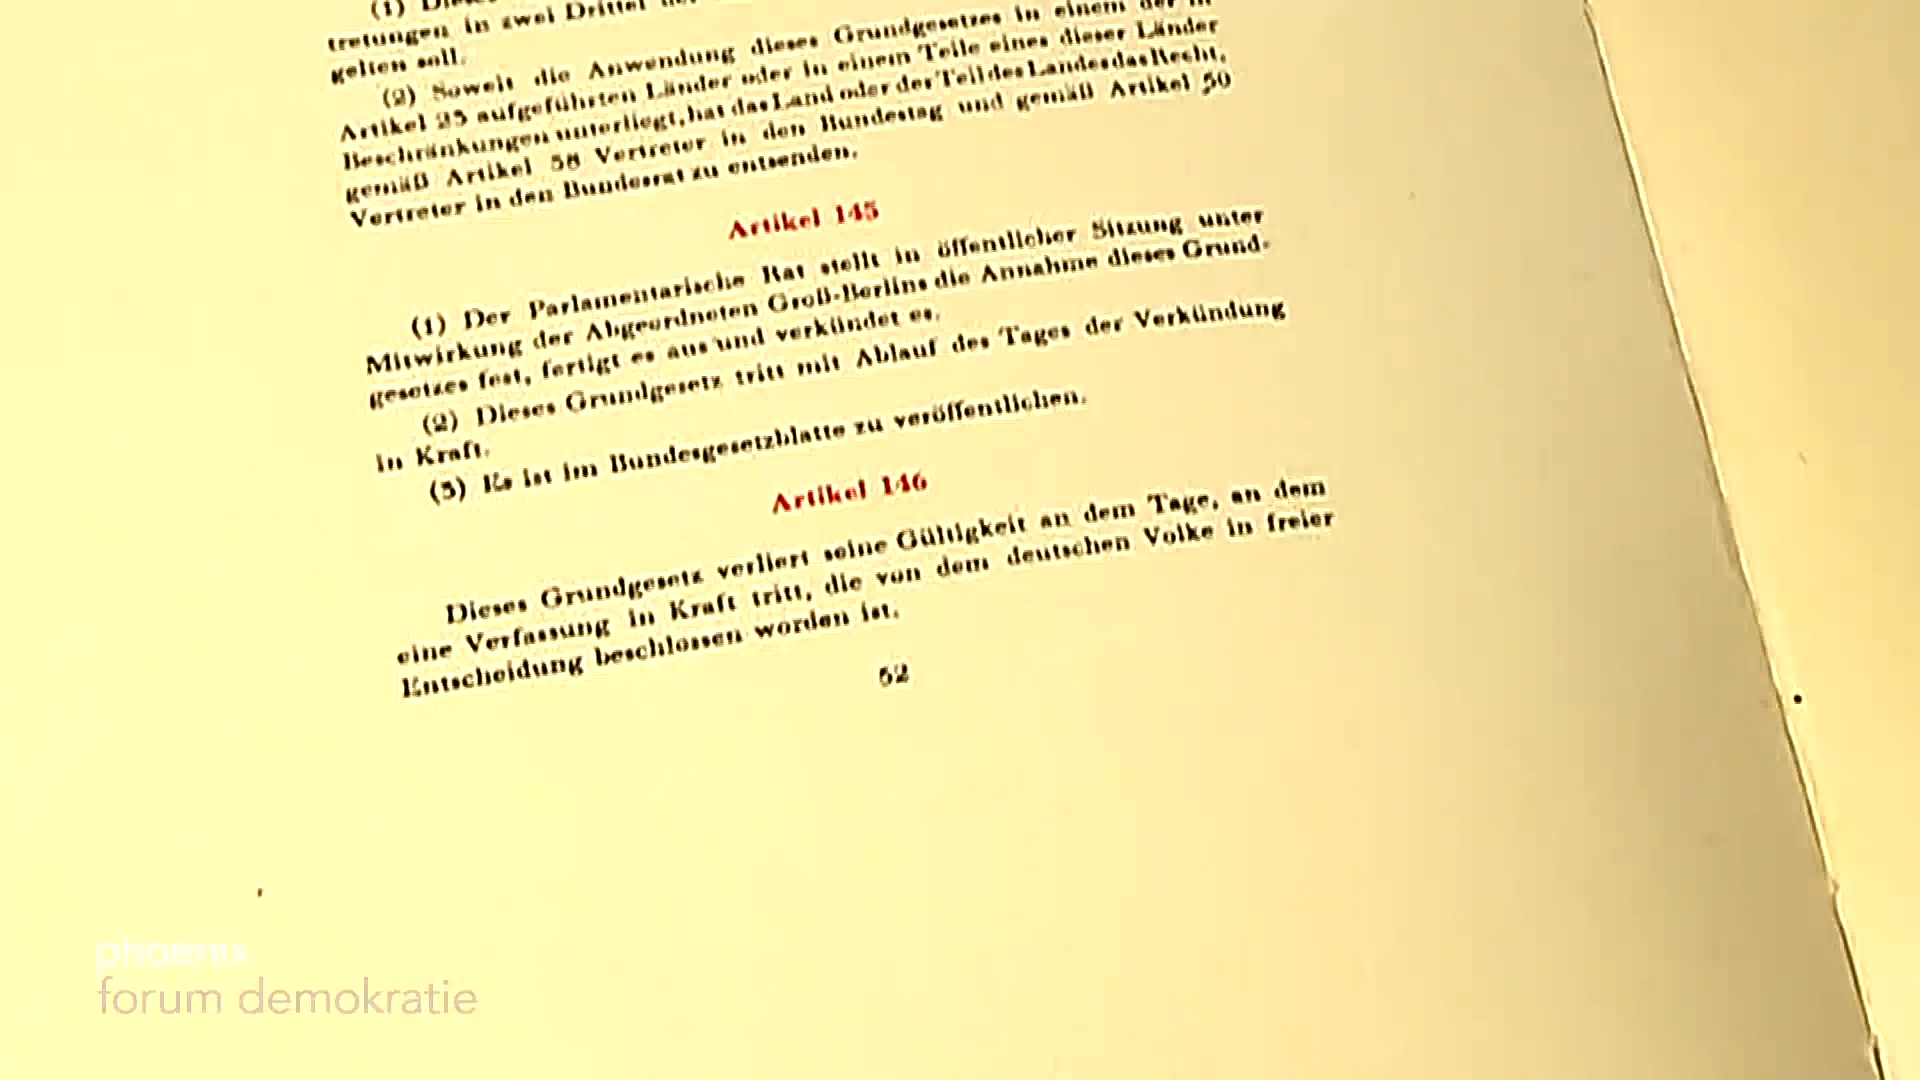 (1)
tretungen in zwei Drittel
gelten soll.
(2) Soweit die Anwendung dieses Grundgesetzes in einem der in
Artikel 23 aufgeführten Länder oder in einem Teile eines dieser Länder
Beschränkungen unterliegt, hat das Land oder der Teil des Landes das Recht,
gemäß Artikel 38 Vertreter in den Bundestag und gemäß Artikel 50
Vertreter in den Bundesrat zu entsenden.
Artikel 145
(1) Der Parlamentarische Rat stellt in öffentlicher Sitzung unter
Mitwirkung der Abgeordneten Groß-Berlins die Annahme dieses Grund-
gesetzes fest, fertigt es aus und verkündet es.
(2) Dieses Grundgesetz tritt mit Ablauf des Tages der Verkündung
in Kraft.
(3) Es ist im Bundesgesetzblatte zu veröffentlichen.
Artikel 146
Dieses Grundgesetz verliert seine Gültigkeit an dem Tage, an dem
eine Verfassung in Kraft tritt, die von dem deutschen Volke in freier
Entscheidung beschlossen worden ist.
52
phoenix
forum demokratie